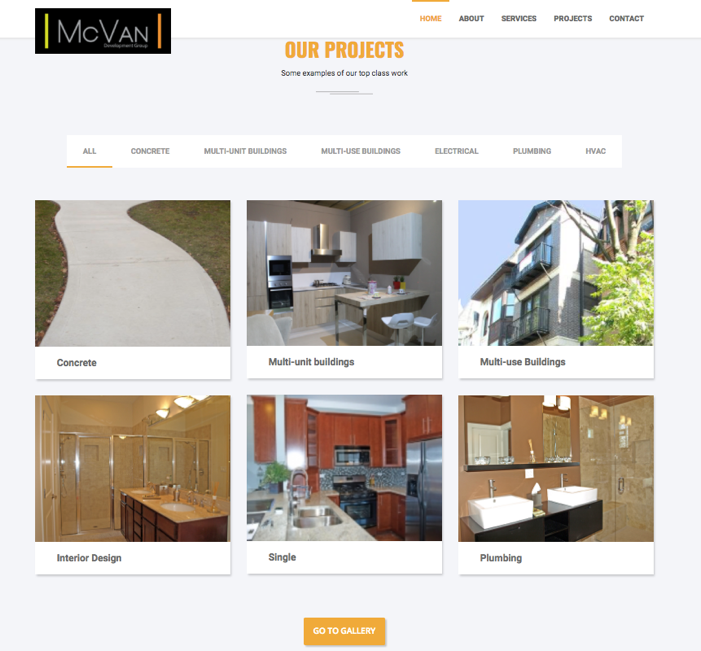 McVan
Development Group
HOME ABOUT SERVICES PROJECTS CONTACT
OUR PROJECTS
Some examples of our top class work
ALL CONCRETE MULTI-UNIT BUILDINGS MULTI-USE BUILDINGS ELECTRICAL PLUMBING HVAC
Concrete Multi-unit buildings Multi-use Buildings
Interior Design Single Plumbing
GO TO GALLERY